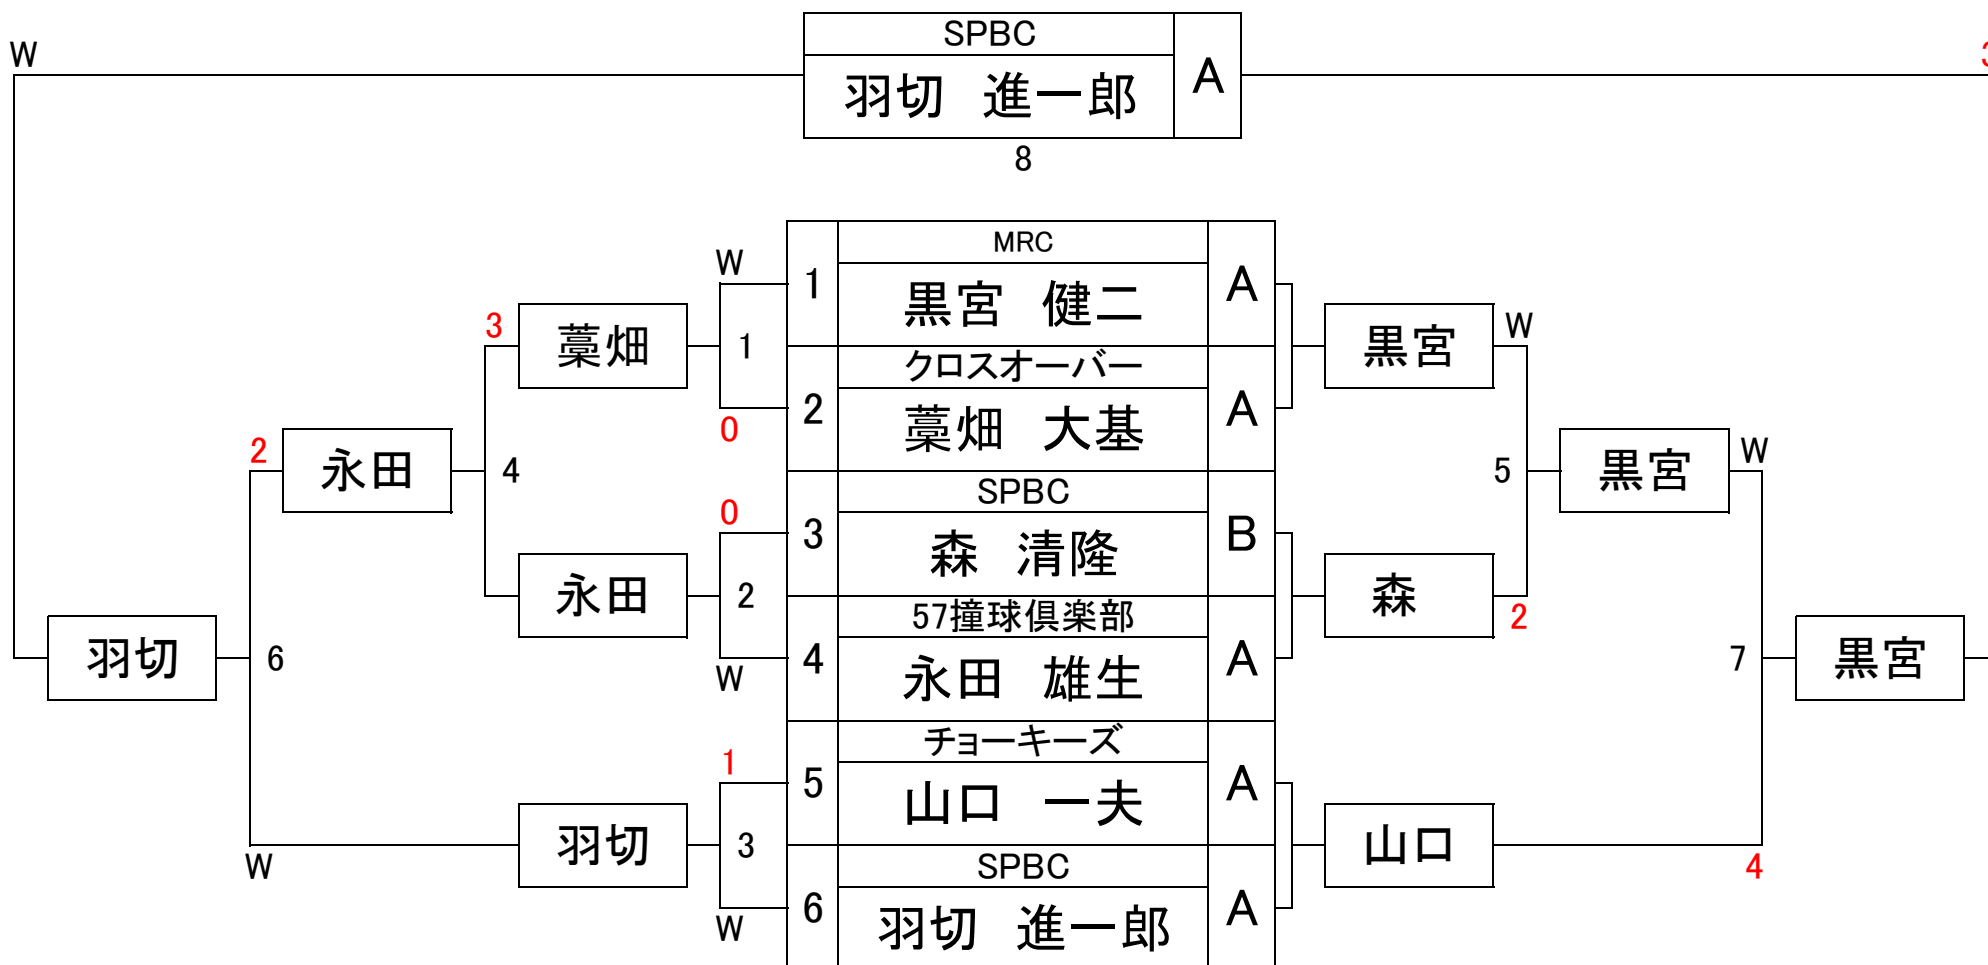 SPBC
W
3
羽切 進一郎
A
8
MRC
W
1
黒宮 健二
A
3
藁畑
1
黒宮
W
クロスオーバー
2
藁畑 大基
A
0
2
永田
4
5
黒宮
W
SPBC
0
3
森 清隆
B
永田
2
森
2
57撞球倶楽部
4
永田 雄生
A
W
羽切
6
7
黒宮
チョーキーズ
1
5
山口 一夫
A
羽切
3
山口
W
4
SPBC
6
羽切 進一郎
A
W